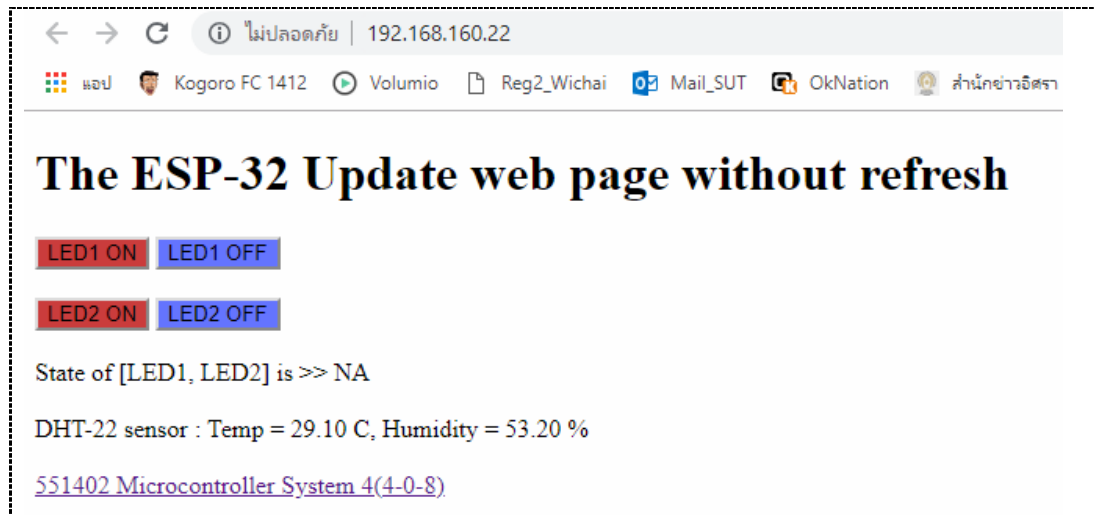 ไม่ปลอดภัย | 192.168.160.22
แอป Kogoro FC 1412 Volumio Reg2_Wichai Mail_SUT OkNation สำนักข่าวอิศรา
The ESP-32 Update web page without refresh
LED1 ON LED1 OFF
LED2 ON LED2 OFF
State of [LED1, LED2] is >> NA
DHT-22 sensor : Temp = 29.10 C, Humidity = 53.20 %
551402 Microcontroller System 4(4-0-8)